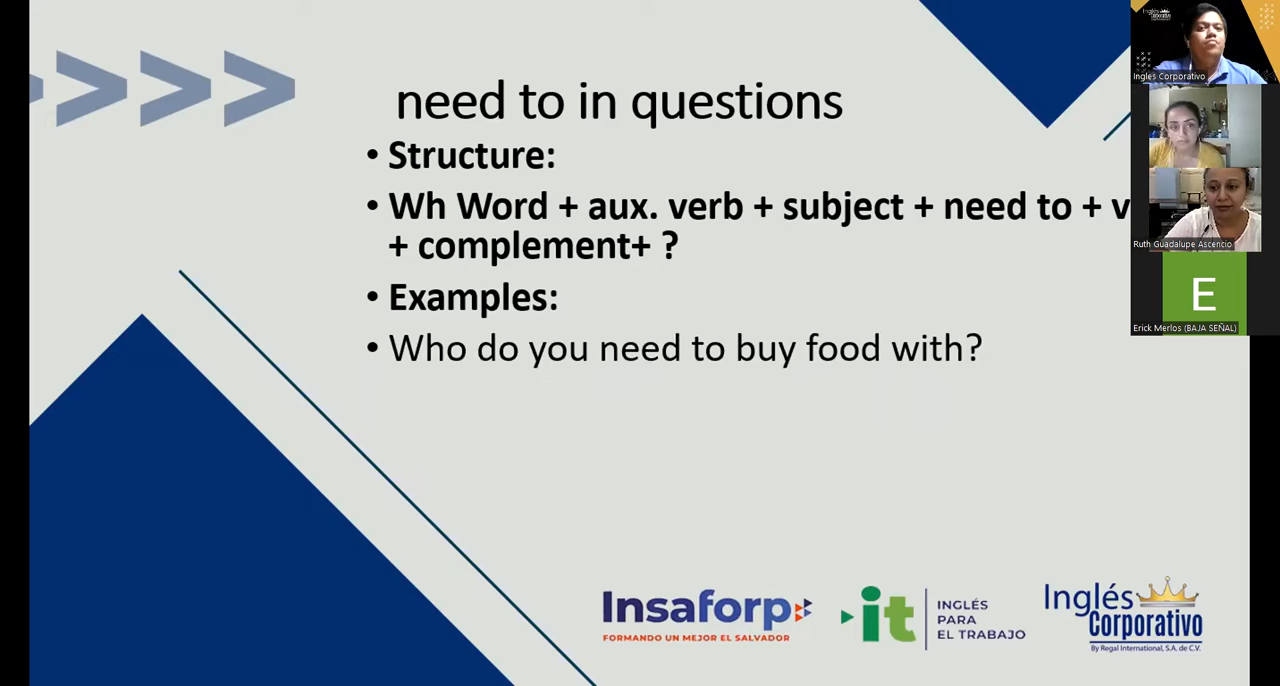 need to in questions
• Structure:
• Wh Word + aux. verb + subject + need to + v
+ complement+ ?
• Examples:
• Who do you need to buy food with?
Inglés Corporativo
Inglés Corporativo
Ruth Guadalupe Ascencio
E
Erick Merlos (BAJA SEÑAL)
Insaforp
FORMANDO UN MEJOR EL SALVADOR
it
INGLÉS
PARA
EL TRABAJO
Inglés
Corporativo
By Regal International, S.A. de C.V.